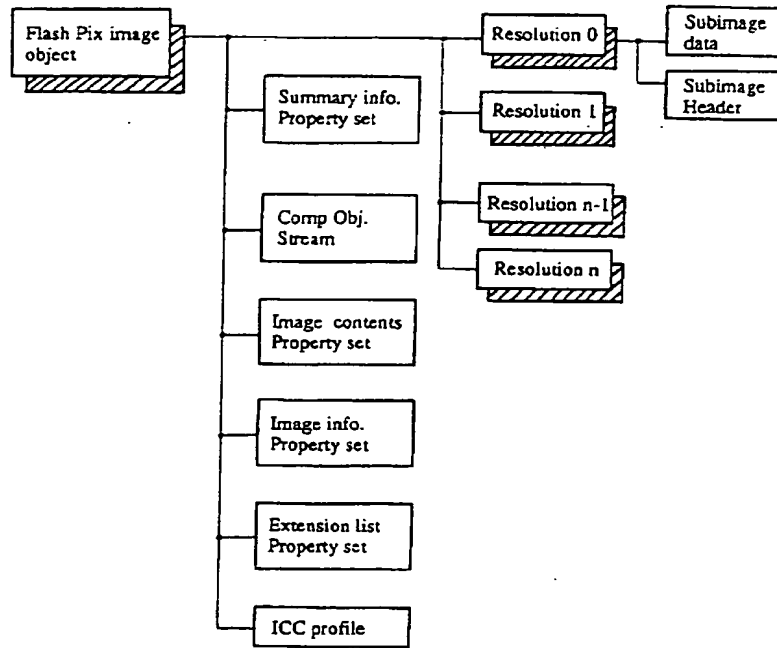 Flash Pix image
object
Resolution 0
Subimage
data
Subimage
Header
Summary info.
Property set
Resolution 1
Resolution n-1
Comp Obj.
Stream
Resolution n
Image contents
Property set
Image info.
Property set
Extension list
Property set
ICC profile